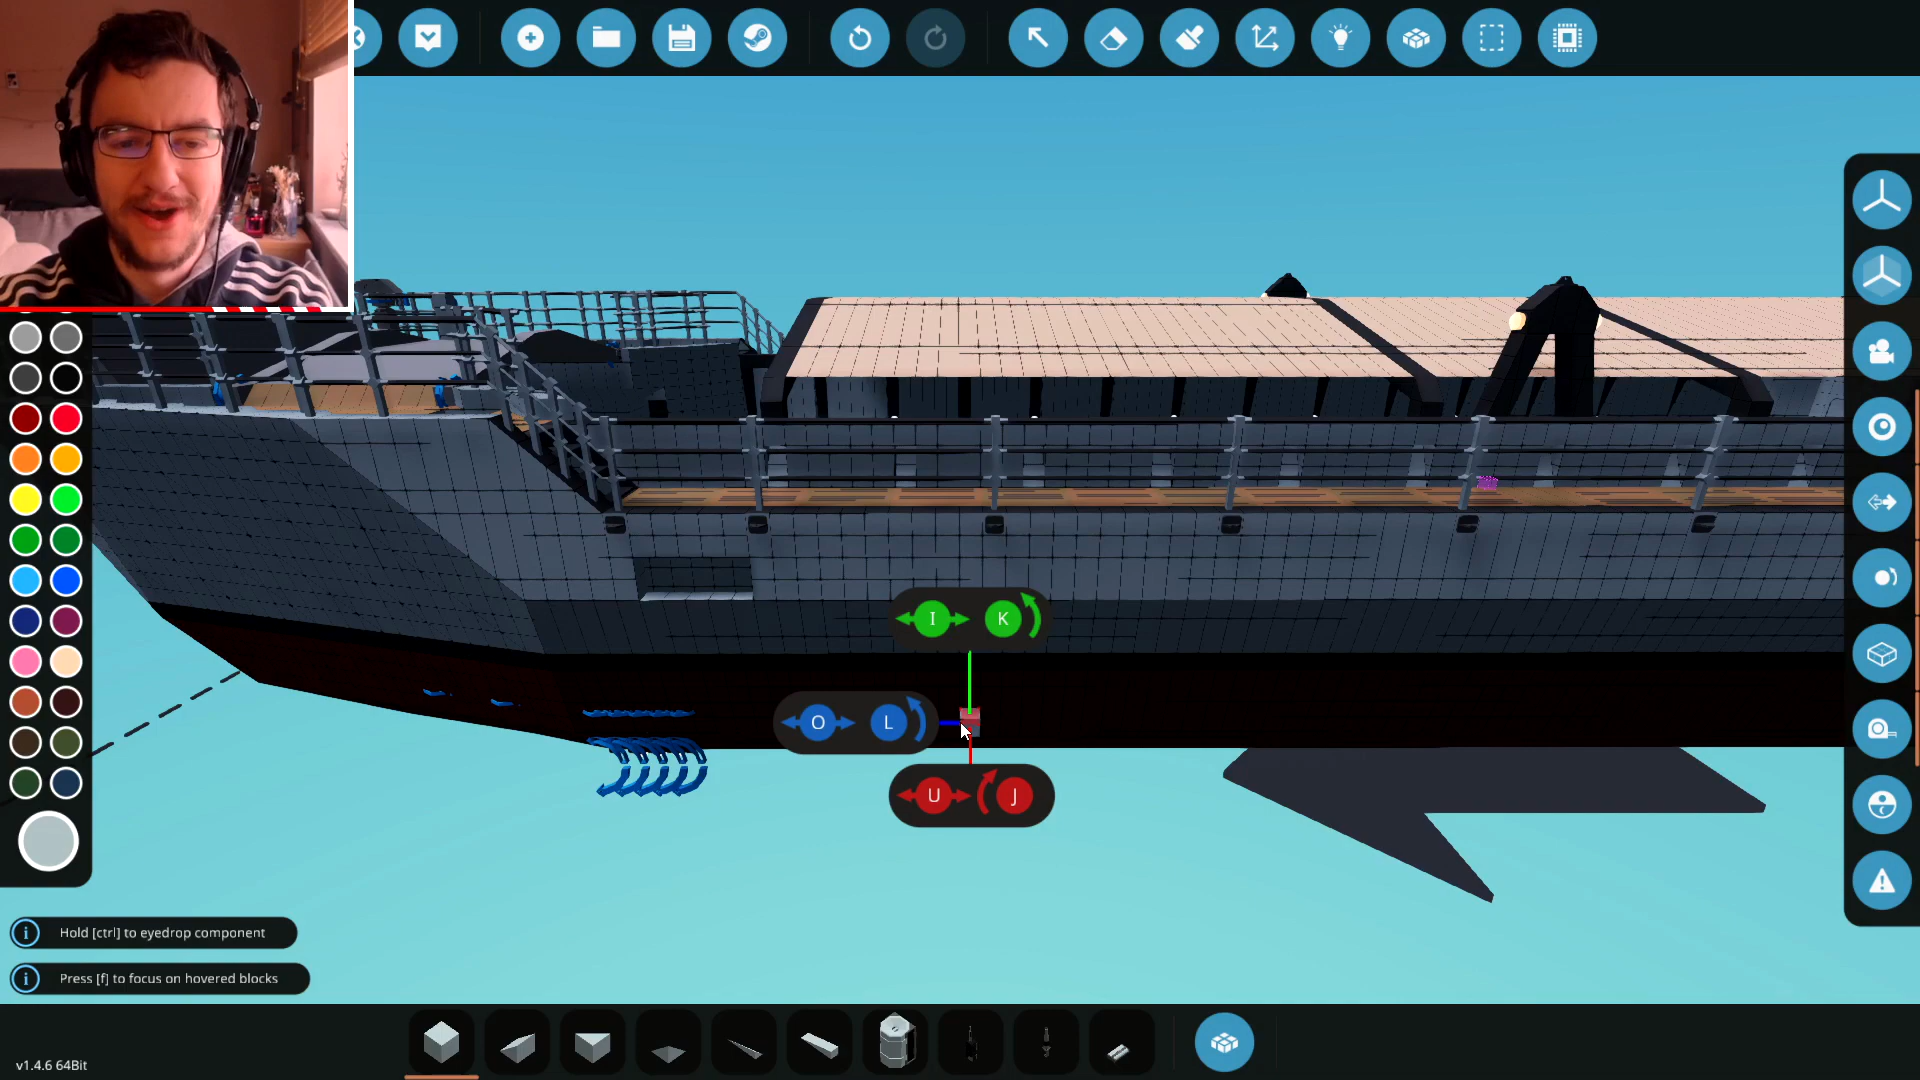 I K
O L
U J
Hold [ctrl] to eyedrop component
Press [f] to focus on hovered blocks
v1.4.6 64Bit